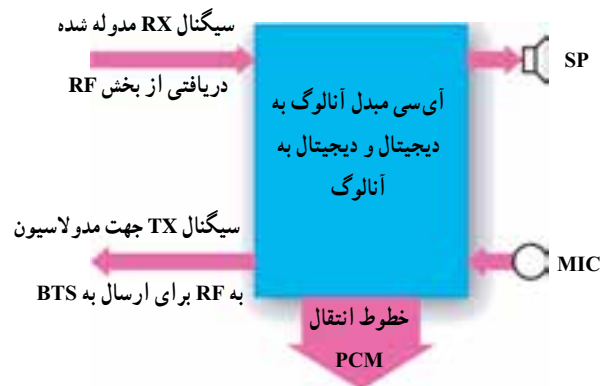 سیگنال RX مدوله شده
دریافتی از بخش RF
SP
آی‌سی مبدل آنالوگ به
دیجیتال و دیجیتال به
آنالوگ
سیگنال TX جهت مدولاسیون
به RF برای ارسال به BTS
MIC
خطوط انتقال
PCM